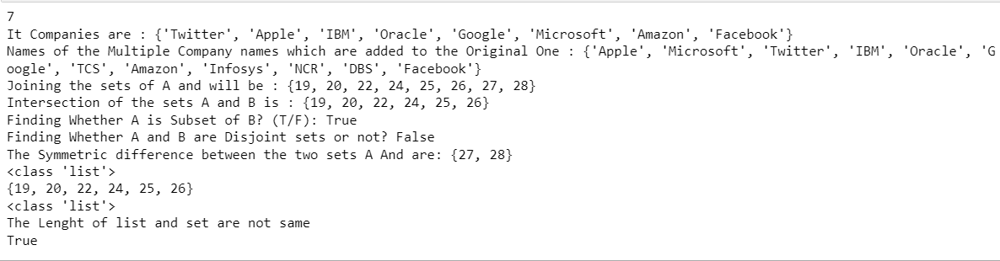 7
It Companies are : {'Twitter', 'Apple', 'IBM', 'Oracle', 'Google', 'Microsoft', 'Amazon', 'Facebook'}
Names of the Multiple Company names which are added to the Original One : {'Apple', 'Microsoft', 'Twitter', 'IBM', 'Oracle', 'G
oogle', 'TCS', 'Amazon', 'Infosys', 'NCR', 'DBS', 'Facebook'}
Joining the sets of A and will be : {19, 20, 22, 24, 25, 26, 27, 28}
Intersection of the sets A and B is : {19, 20, 22, 24, 25, 26}
Finding Whether A is Subset of B? (T/F): True
Finding Whether A and B are Disjoint sets or not? False
The Symmetric difference between the two sets A And are: {27, 28}
<class 'list'>
{19, 20, 22, 24, 25, 26}
<class 'list'>
The Lenght of list and set are not same
True